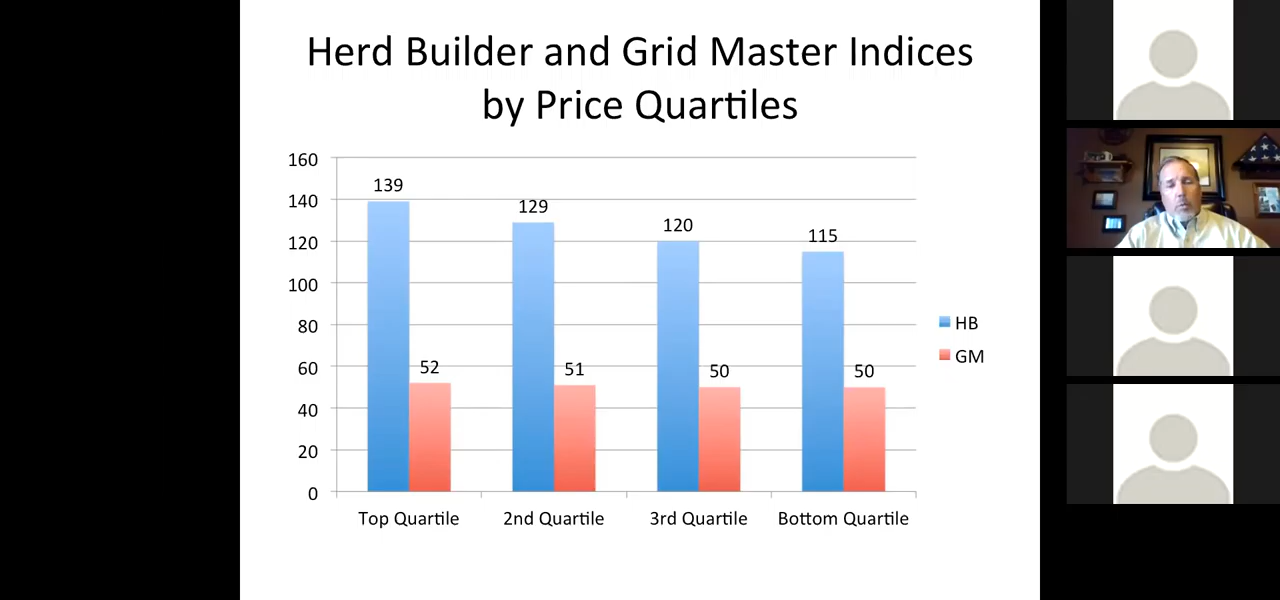 Herd Builder and Grid Master Indices
by Price Quartiles
160
140
120
100
80
60
40
20
0
139
52
129
51
120
50
115
50
Top Quartile
2nd Quartile
3rd Quartile
Bottom Quartile
HB
GM